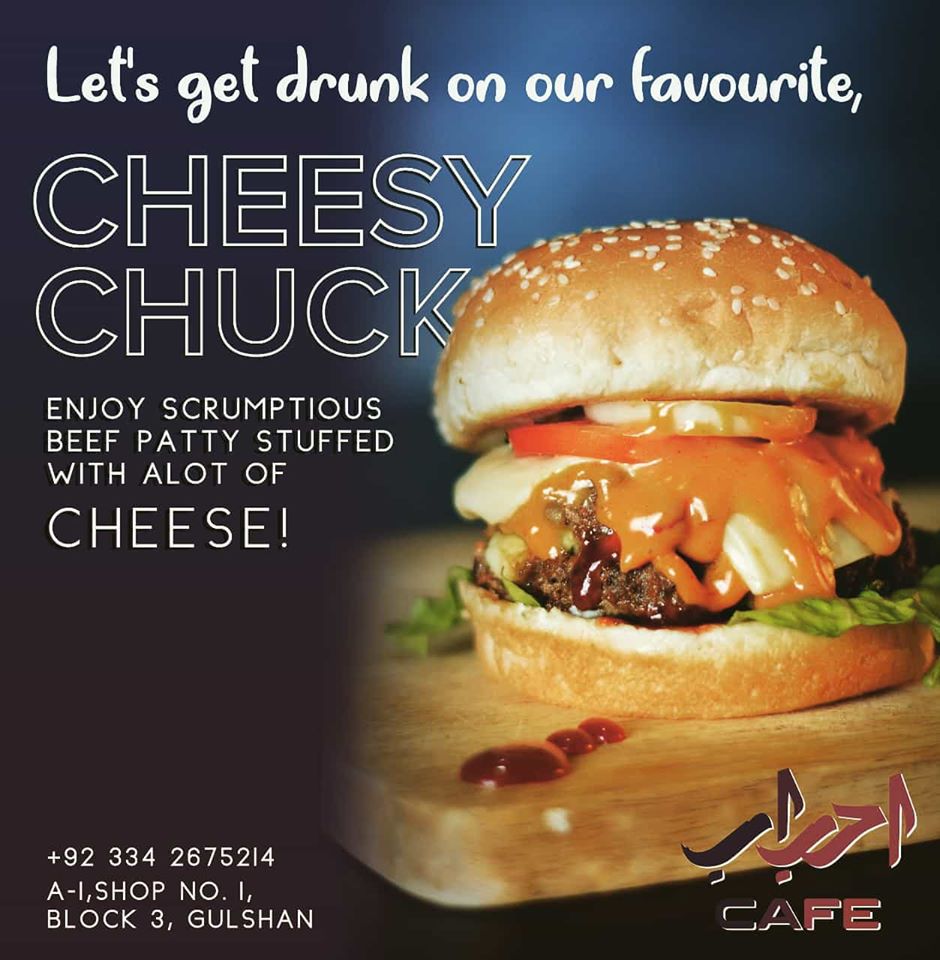 Let's get drunk on our favourite,
CHEESY
CHUCK
ENJOY SCRUMPTIOUS
BEEF PATTY STUFFED
WITH ALOT OF
CHEESE!
+92 334 2675214
A-1,SHOP NO. 1,
BLOCK 3, GULSHAN
احباب
CAFE